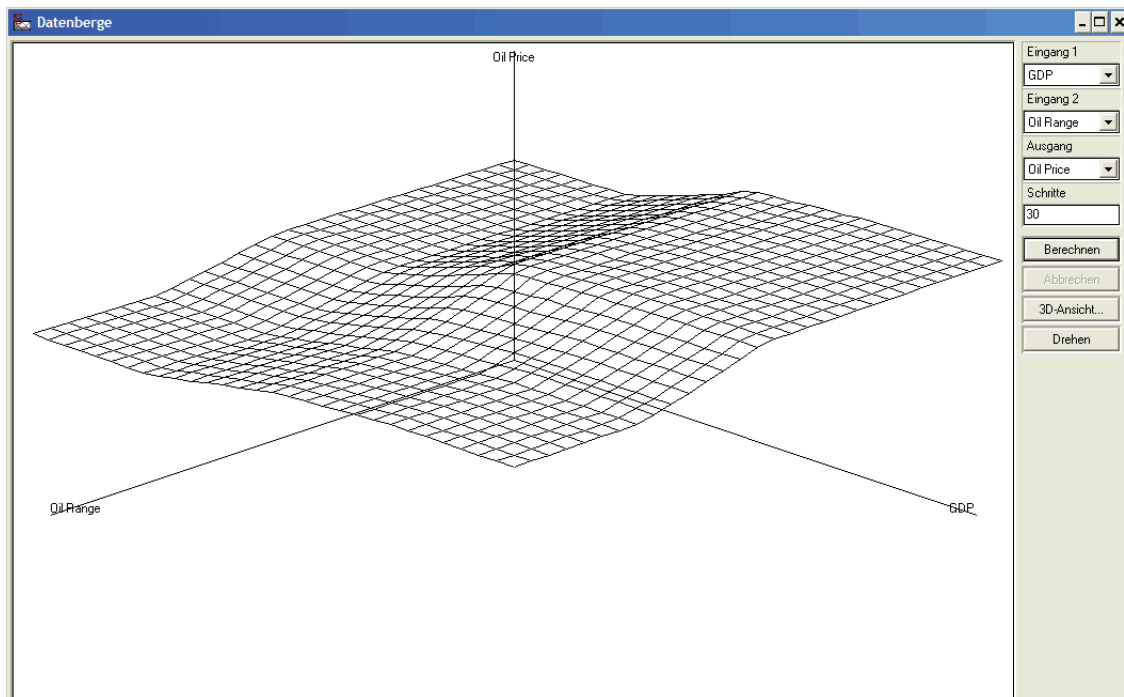 Datenberge
Oil Price
Oil Range
GDP
Eingang 1
GDP
Eingang 2
Oil Range
Ausgang
Oil Price
Schritte
30
Berechnen
Abbrechen
3D-Ansicht...
Drehen